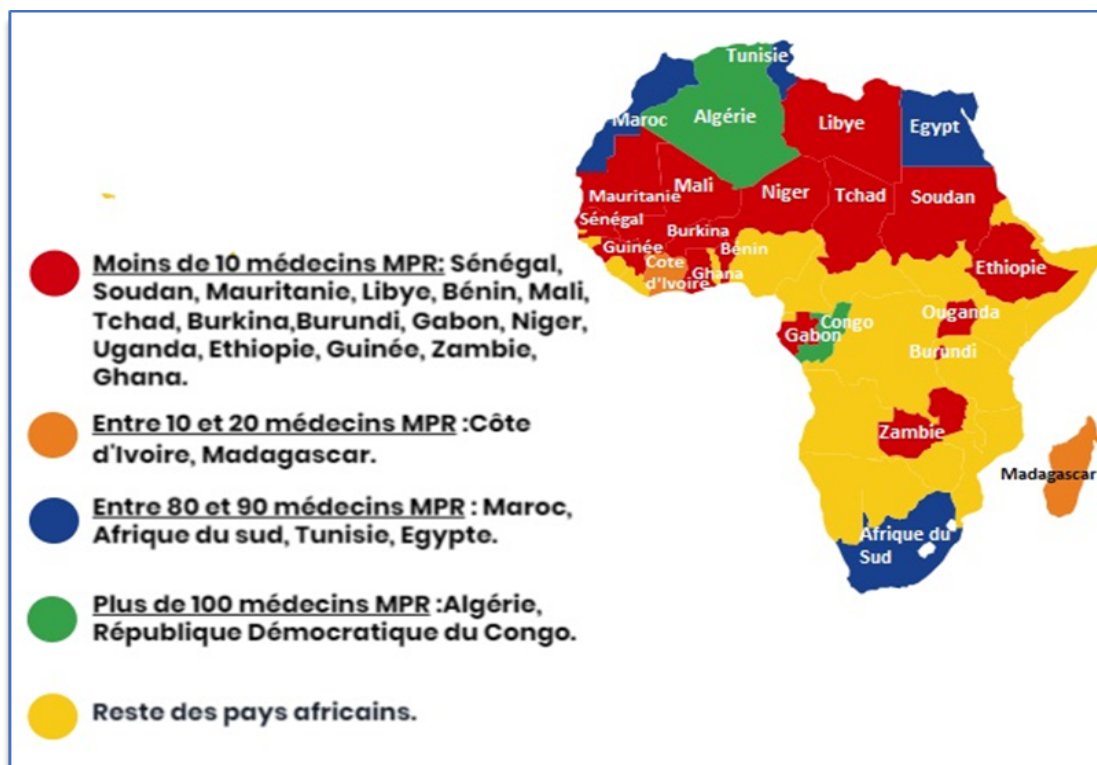 Moins de 10 médecins MPR: Sénégal,
Soudan, Mauritanie, Libye, Bénin, Mali,
Tchad, Burkina,Burundi, Gabon, Niger,
Uganda, Ethiopie, Guinée, Zambie,
Ghana.
Entre 10 et 20 médecins MPR :Côte
d'Ivoire, Madagascar.
Entre 80 et 90 médecins MPR : Maroc,
Afrique du sud, Tunisie, Egypte.
Plus de 100 médecins MPR :Algérie,
République Démocratique du Congo.
Reste des pays africains.
Tunisie
Maroc
Algérie
Libye
Egypt
Mauritanie
Mali
Niger
Tchad
Soudan
Sénégal
Guinée
Burkina
Bénin
Cote
d'Ivoire
Ghana
Ethiopie
Gabon
Congo
Ouganda
Burundi
Zambie
Madagascar
Afrique du
Sud